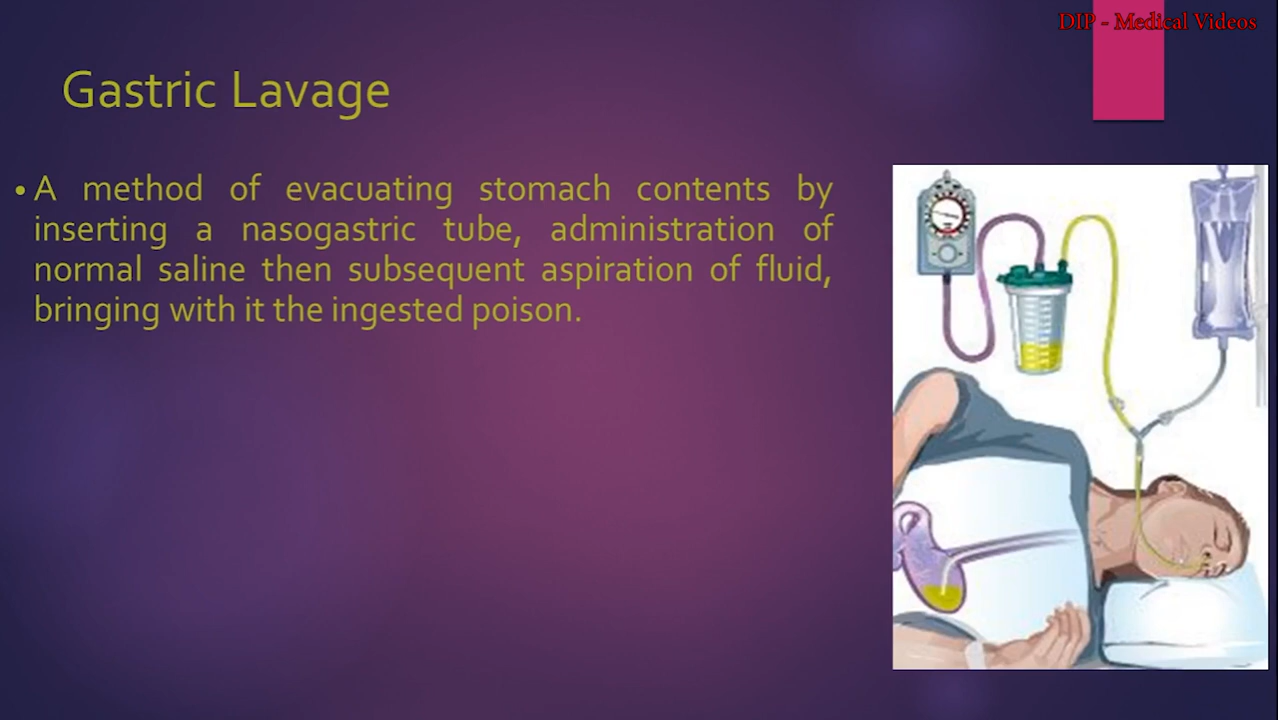 DIP - Medical Videos
Gastric Lavage
• A method of evacuating stomach contents by
inserting a nasogastric tube, administration of
normal saline then subsequent aspiration of fluid,
bringing with it the ingested poison.